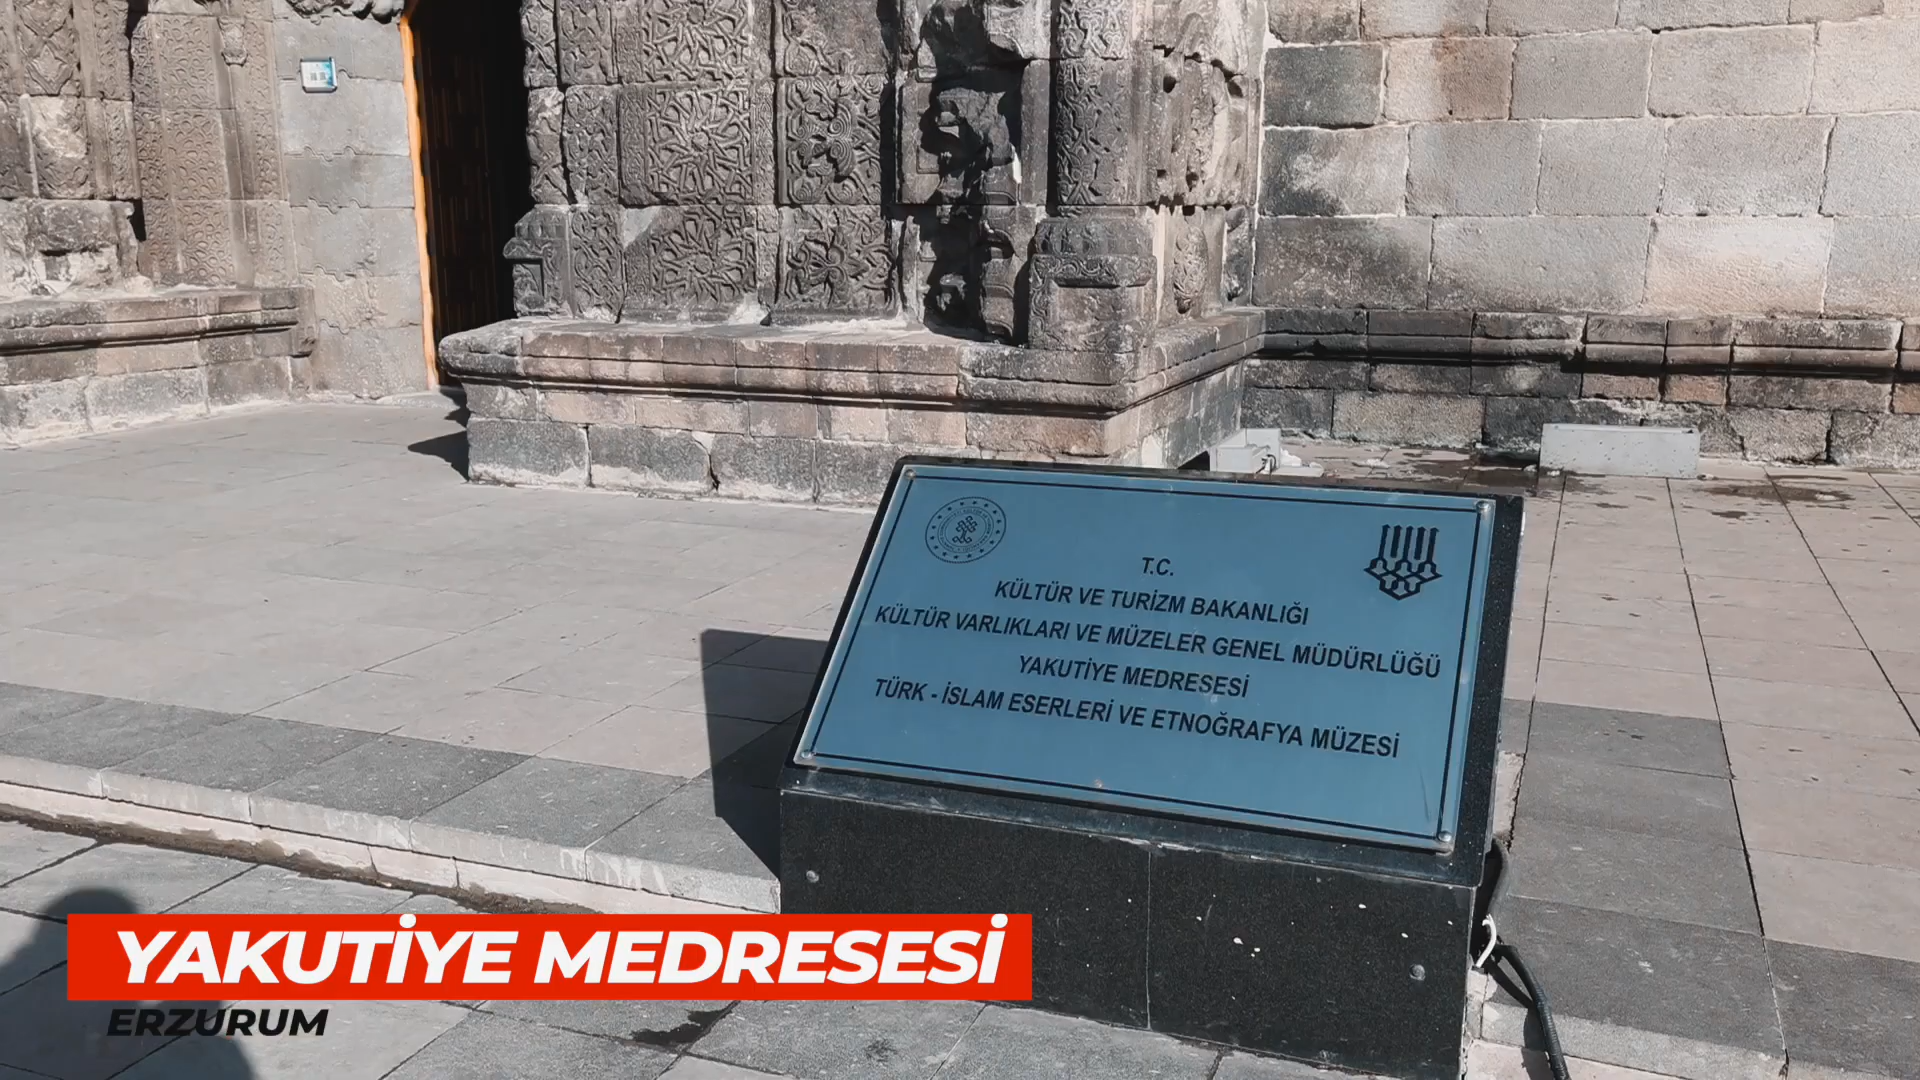 T.C.
KÜLTÜR VE TURİZM BAKANLIĞI
KÜLTÜR VARLIKLARI VE MÜZELER GENEL MÜDÜRLÜĞÜ
YAKUTİYE MEDRESESİ
TÜRK - İSLAM ESERLERİ VE ETNOĞRAFYA MÜZESİ
YAKUTİYE MEDRESESİ
ERZURUM